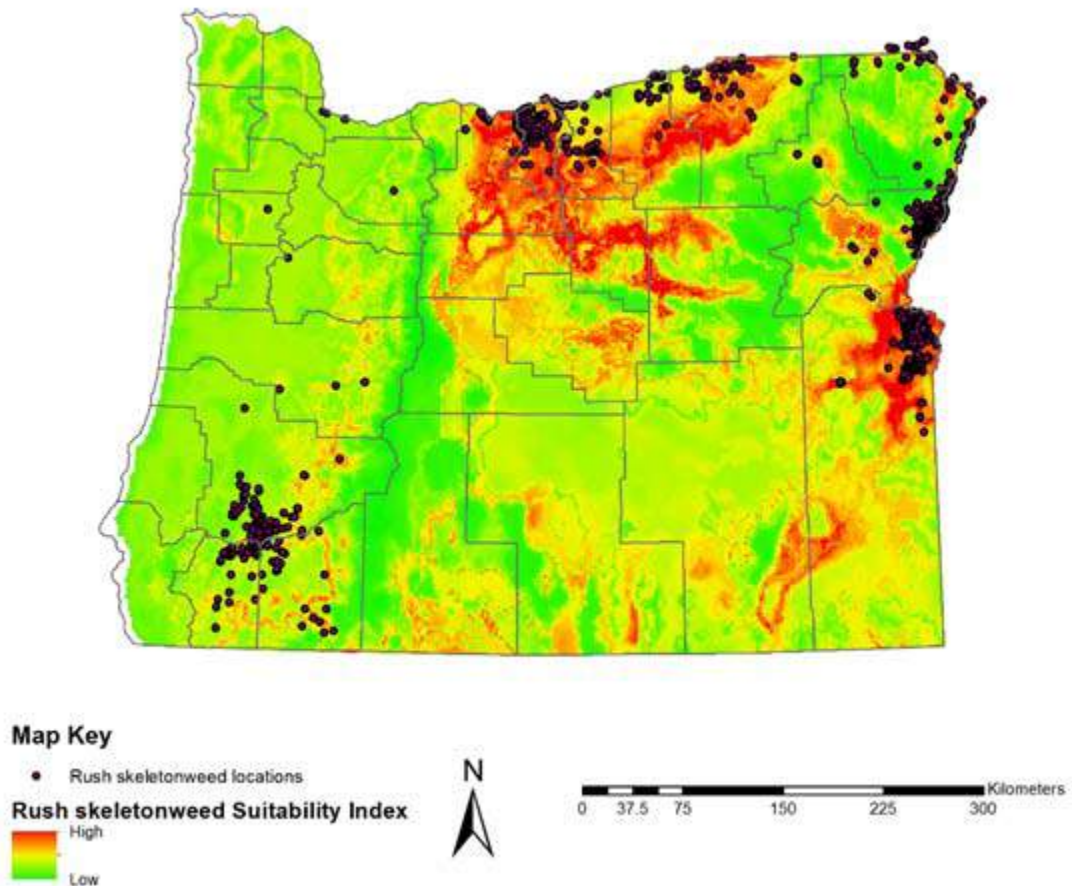 Map Key
Rush skeletonweed locations
Rush skeletonweed Suitability Index
High
Low
N
Kilometers
0 37.5 75 150 225 300